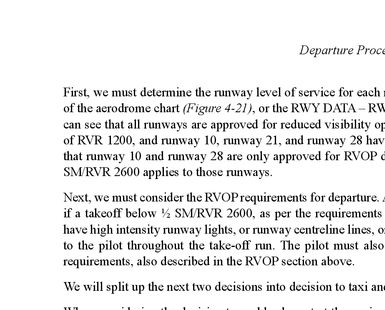 Departure Proce
First, we must determine the runway level of service for each
of the aerodrome chart (Figure 4-21), or the RWY DATA – RW
can see that all runways are approved for reduced visibility op
of RVR 1200, and runway 10, runway 21, and runway 28 hav
that runway 10 and runway 28 are only approved for RVOP d
SM/RVR 2600 applies to those runways.
Next, we must consider the RVOP requirements for departure. A
if a takeoff below ½ SM/RVR 2600, as per the requirements
have high intensity runway lights, or runway centreline lines, o
to the pilot throughout the take-off run. The pilot must also
requirements, also described in the RVOP section above.
We will split up the next two decisions into decision to taxi an